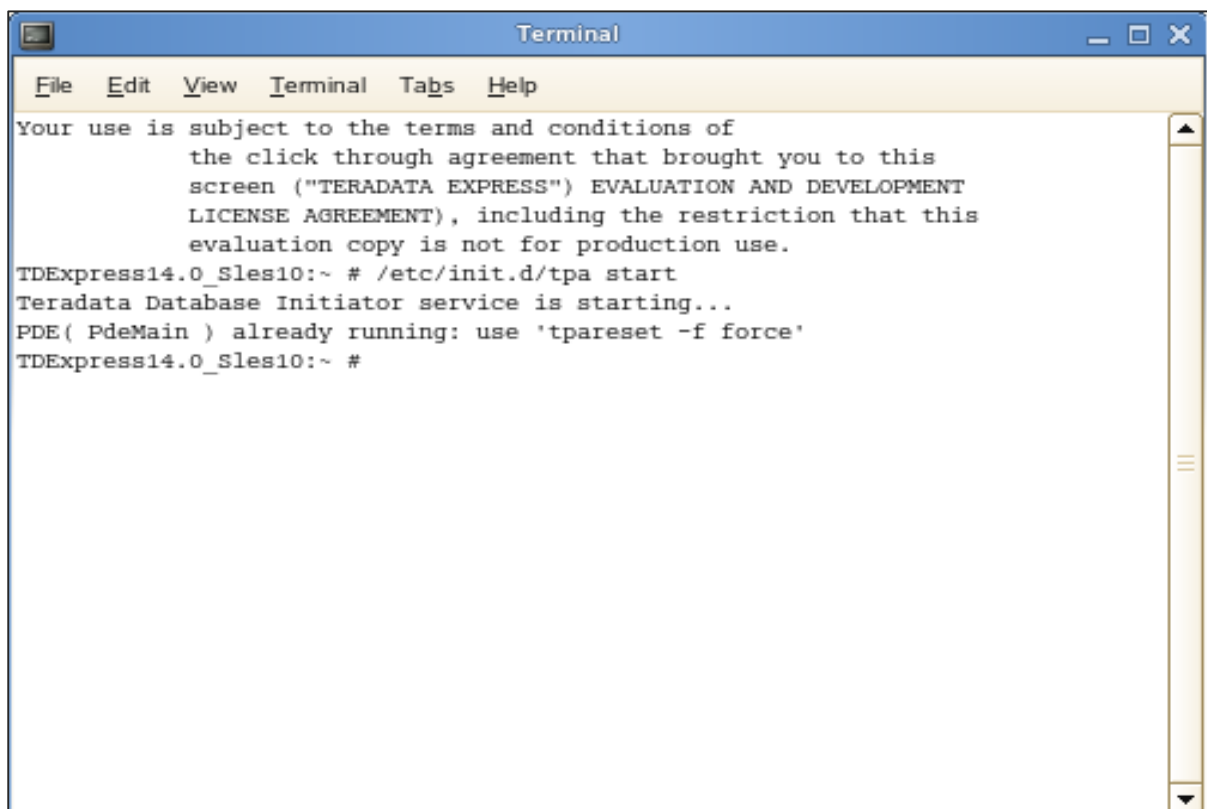 Terminal
File Edit View Terminal Tabs Help
Your use is subject to the terms and conditions of
the click through agreement that brought you to this
screen ("TERADATA EXPRESS") EVALUATION AND DEVELOPMENT
LICENSE AGREEMENT), including the restriction that this
evaluation copy is not for production use.
TDExpress14.0_Sles10:~ # /etc/init.d/tpa start
Teradata Database Initiator service is starting...
PDE( PdeMain ) already running: use 'tpareset -f force'
TDExpress14.0_Sles10:~ #